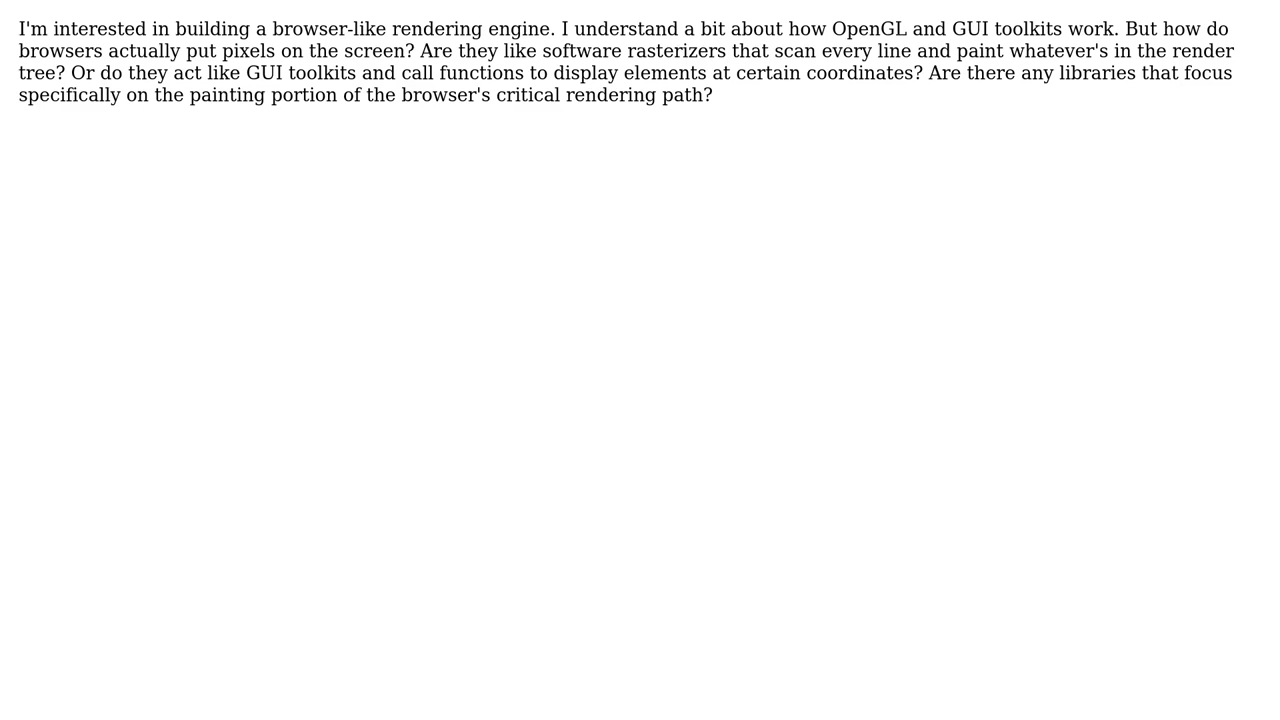 I'm interested in building a browser-like rendering engine. I understand a bit about how OpenGL and GUI toolkits work. But how do
browsers actually put pixels on the screen? Are they like software rasterizers that scan every line and paint whatever's in the render
tree? Or do they act like GUI toolkits and call functions to display elements at certain coordinates? Are there any libraries that focus
specifically on the painting portion of the browser's critical rendering path?